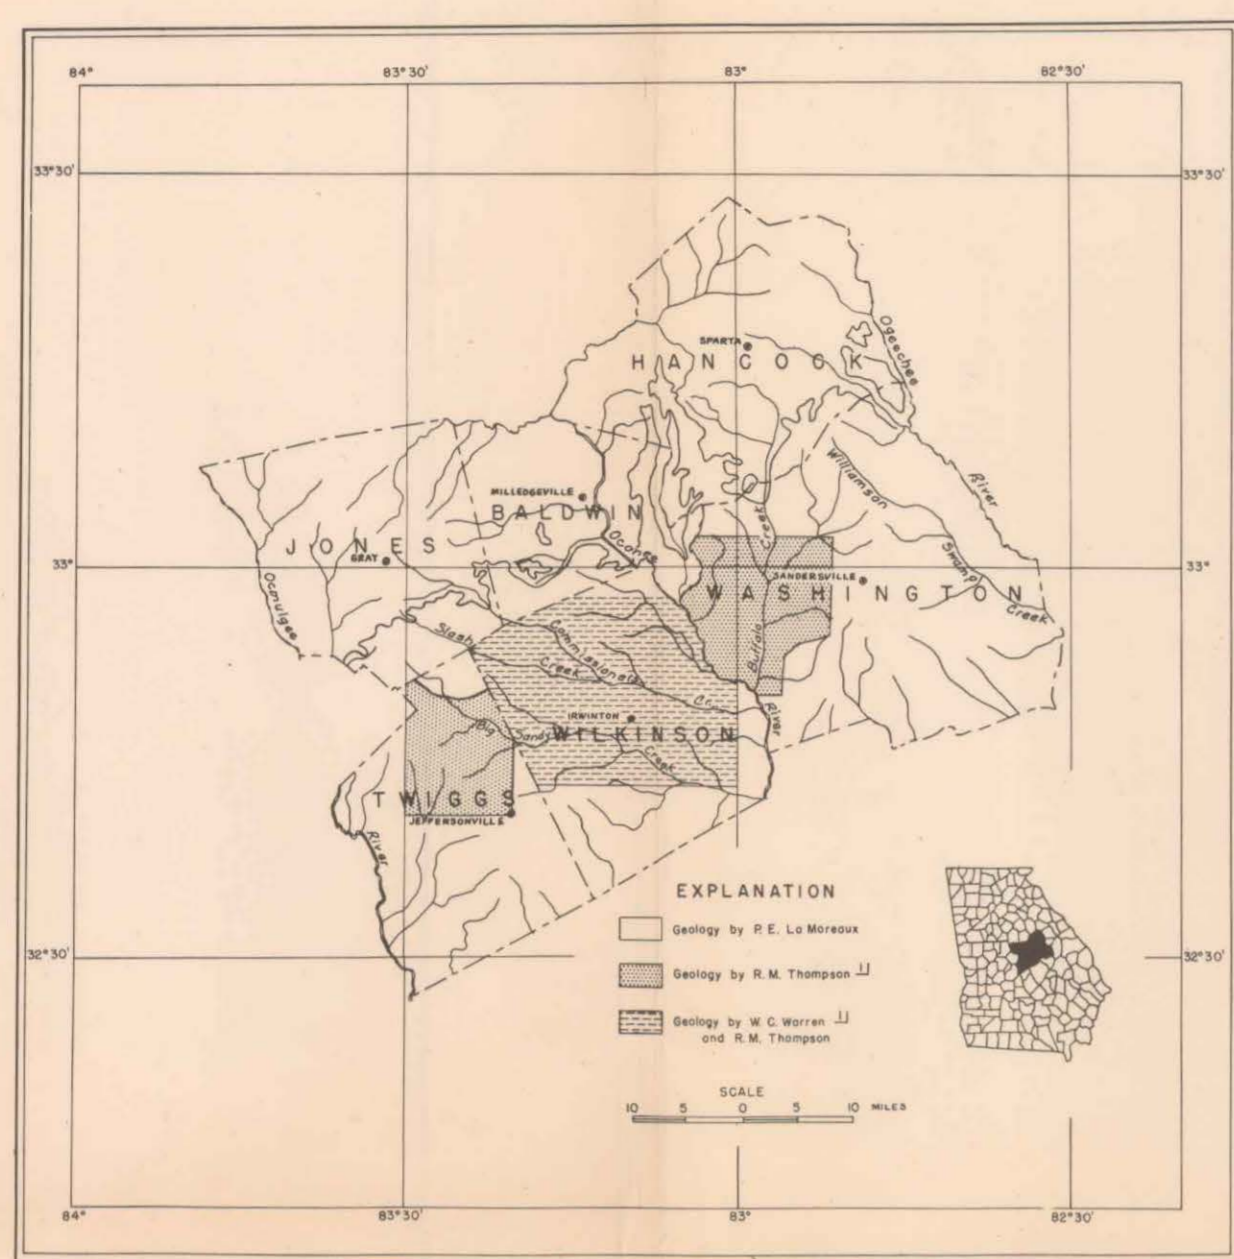 84° 83°30' 83° 82°30'
33°30' 33°30'
SPARTA
HANCOCK
Ogeechee
River
MILLEDGEVILLE
BALDWIN
Oconee
Creek
Williamson
Swamp
Creek
JONES
GRAY
33° 33°
SANDERSVILLE
WASHINGTON
Ocmulgee
Slash
Creek
Commissioners
Cr.
Buffalo
River
IRWINTON
WILKINSON
Big
Sandy
Creek
TWIGGS
JEFFERSONVILLE
River
EXPLANATION
Geology by P. E. La Moreaux
Geology by R. M. Thompson 1/
Geology by W. C. Warren 1/
and R. M. Thompson
32°30' 32°30'
SCALE
10 5 0 5 10 MILES
84° 83°30' 83° 82°30'